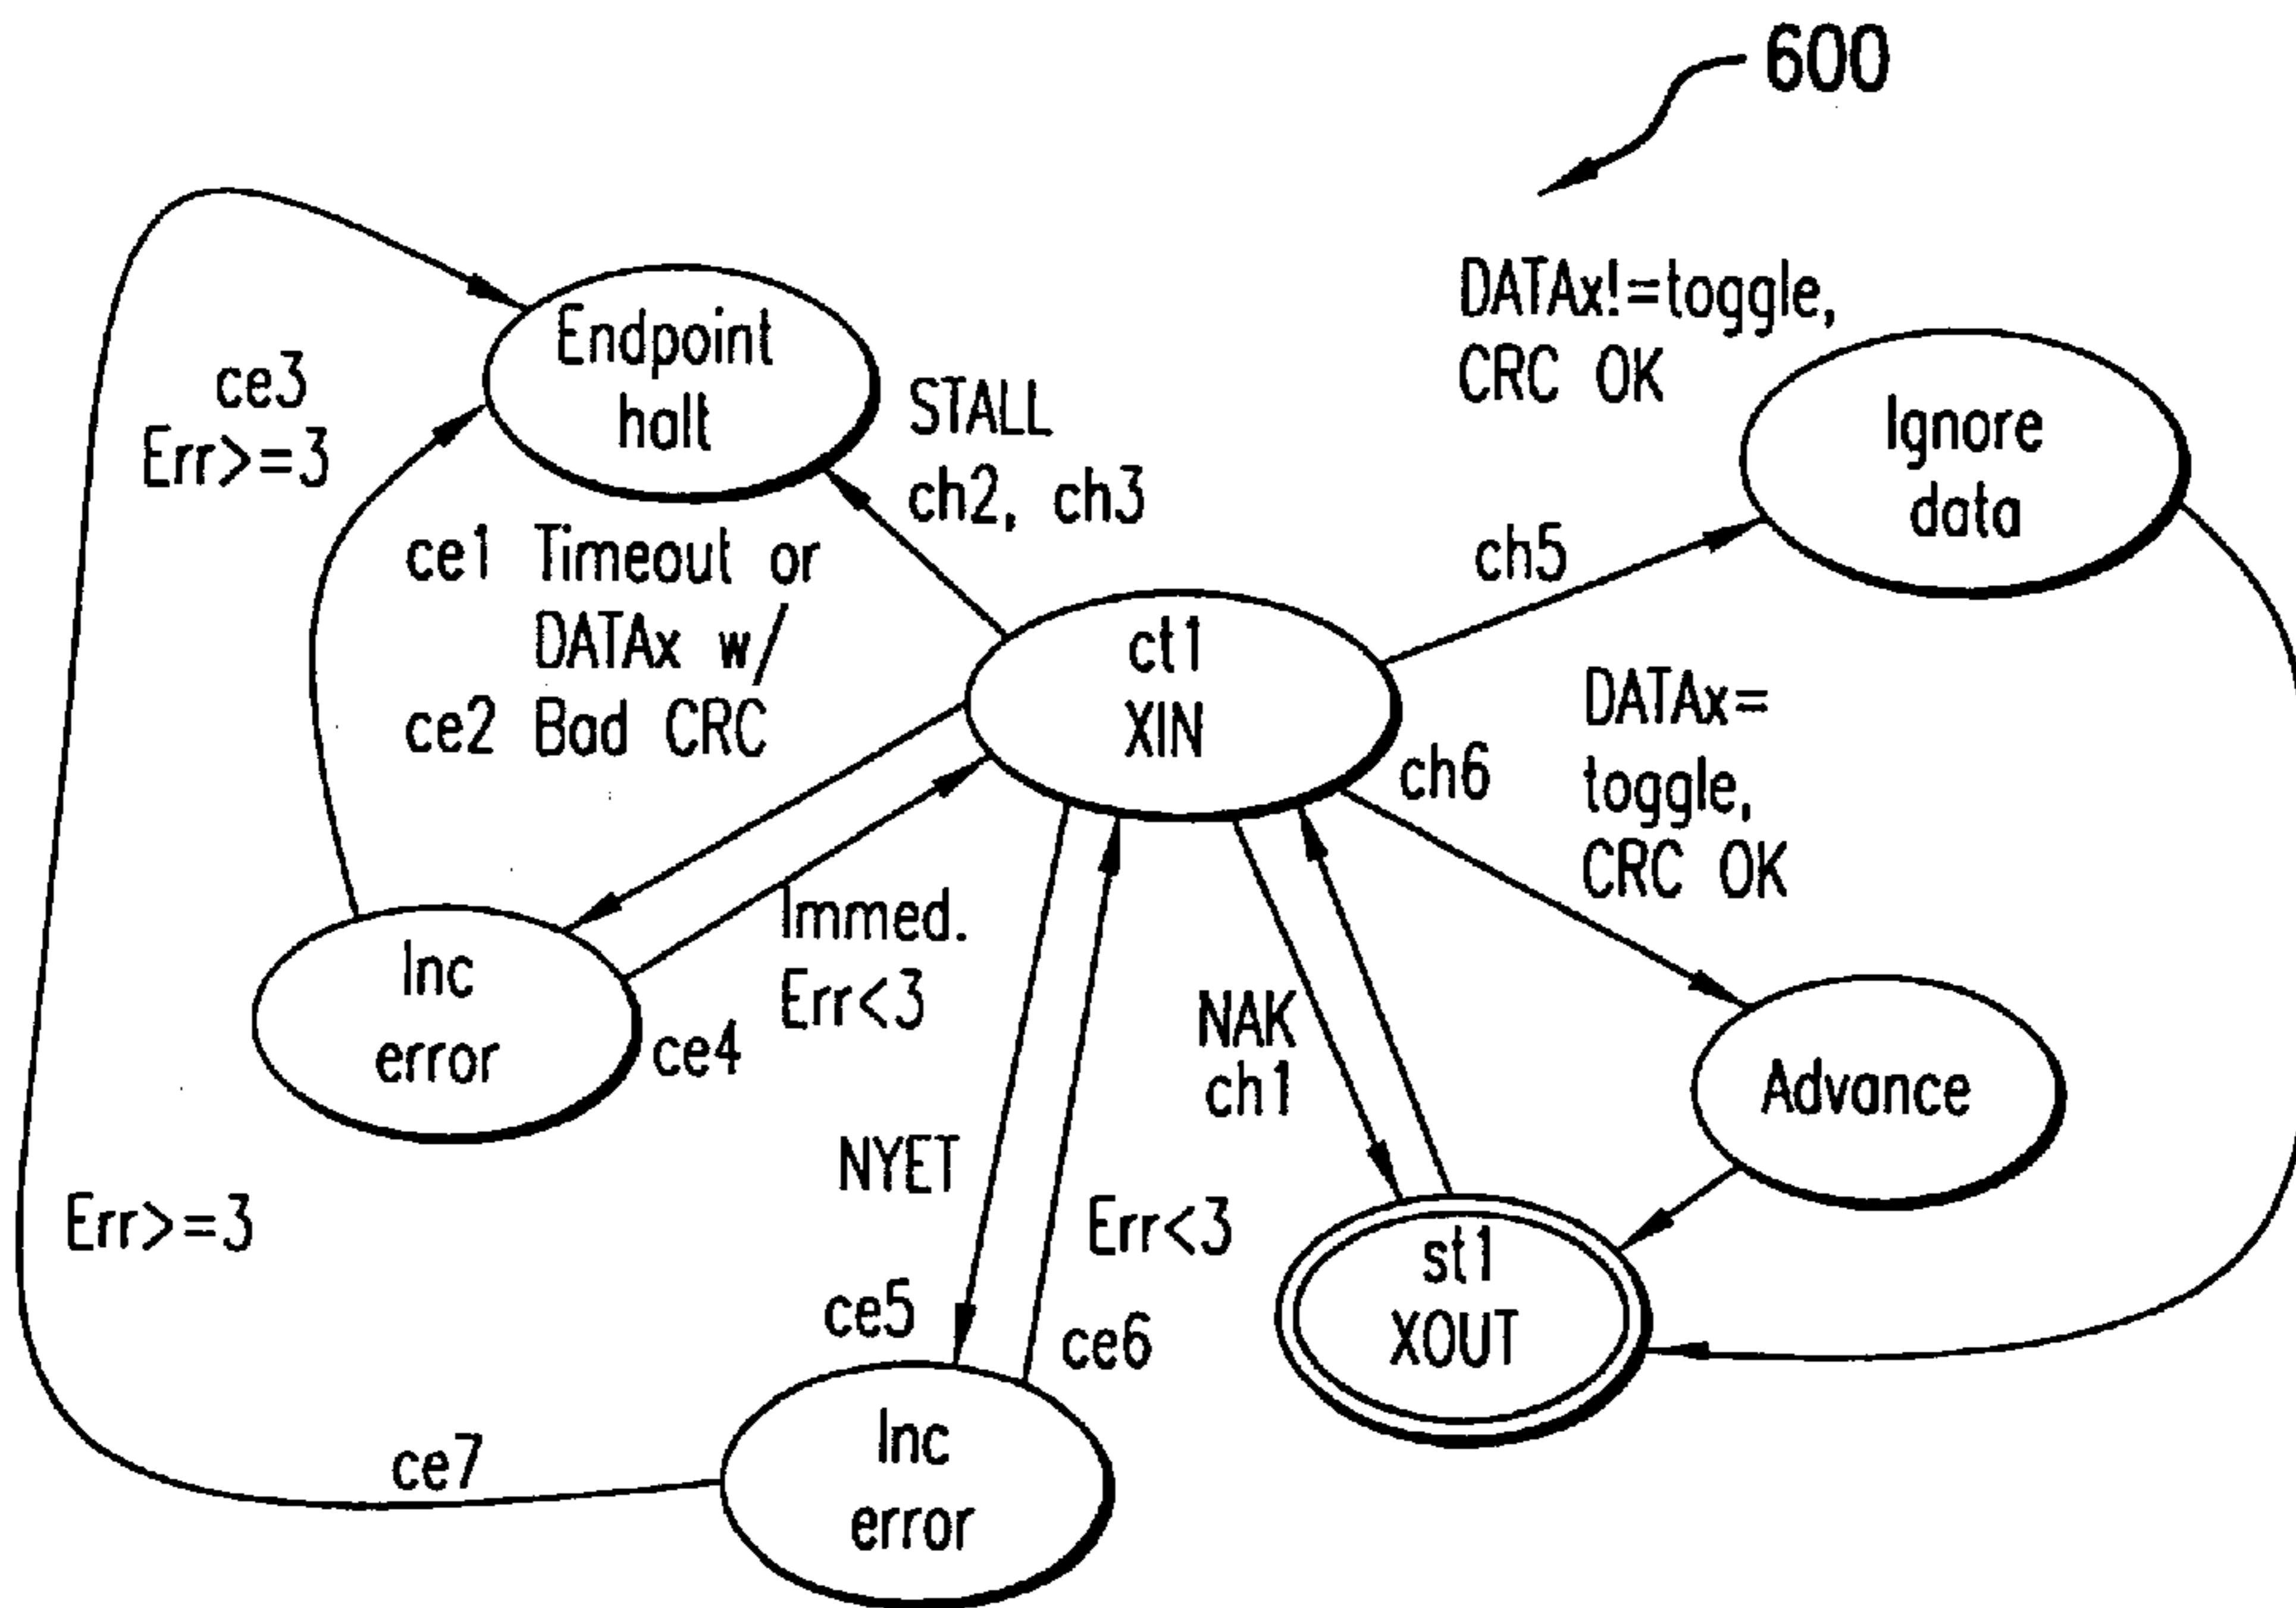 600
Endpoint
halt
DATAx!=toggle,
CRC OK
ce3
Err>=3
STALL
ch2, ch3
Ignore
data
ce1 Timeout or
DATAx w/
ce2 Bad CRC
ch5
ct1
XIN
DATAx=
toggle,
CRC OK
ch6
Immed.
Err<3
Inc
error
ce4
NAK
ch1
Advance
NYET
Err>=3
Err<3
st1
XOUT
ce5
ce6
Inc
error
ce7